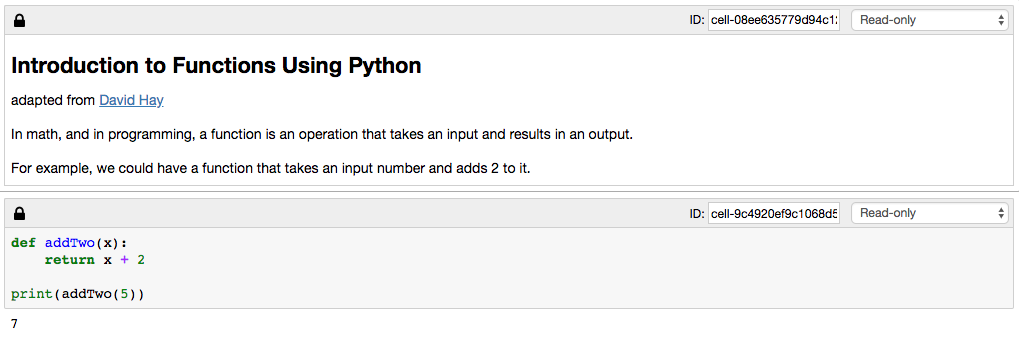 ID: cell-08ee635779d94c1 Read-only
Introduction to Functions Using Python
adapted from David Hay
In math, and in programming, a function is an operation that takes an input and results in an output.
For example, we could have a function that takes an input number and adds 2 to it.
ID: cell-9c4920ef9c1068d5 Read-only
def addTwo(x):
    return x + 2
print(addTwo(5))
7